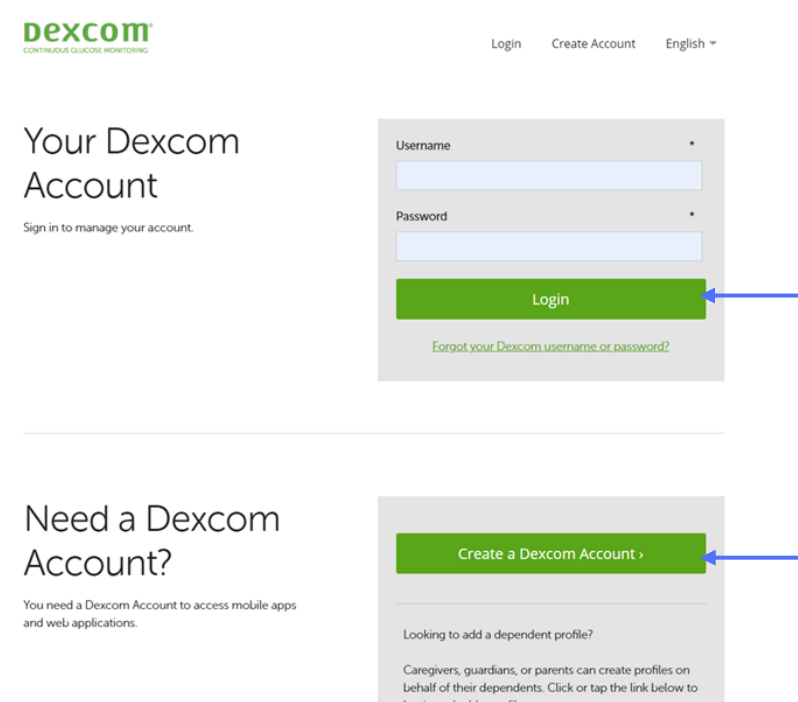 Dexcom®
CONTINUOUS GLUCOSE MONITORING
Login
Create Account
English
Your Dexcom
Account
Sign in to manage your account.
Username *
Password *
Login
Forgot your Dexcom username or password?
Need a Dexcom
Account?
You need a Dexcom Account to access mobile apps
and web applications.
Create a Dexcom Account ›
Looking to add a dependent profile?
Caregivers, guardians, or parents can create profiles on
behalf of their dependents. Click or tap the link below to